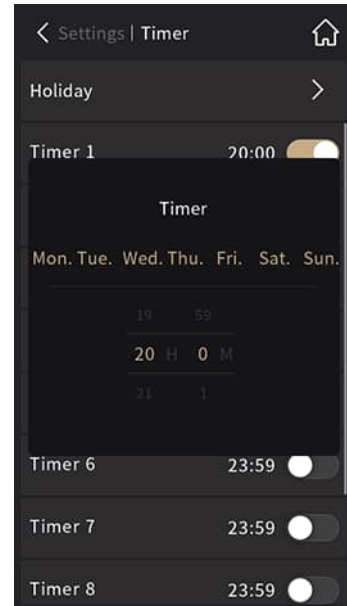 Settings | Timer
Holiday
Timer 1 20:00
Timer
Mon. Tue. Wed. Thu. Fri. Sat. Sun.
19 59
20 H 0 M
21 1
Timer 6 23:59
Timer 7 23:59
Timer 8 23:59